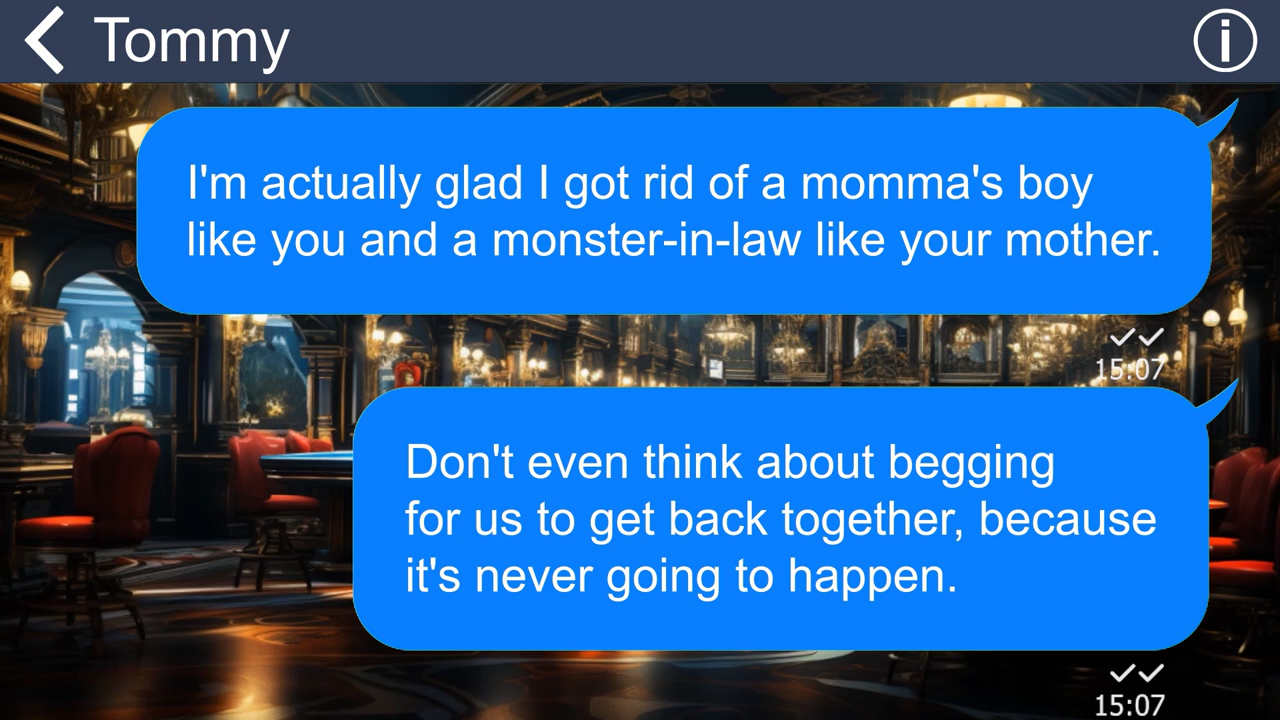 Tommy
I'm actually glad I got rid of a momma's boy
like you and a monster-in-law like your mother.
15:07
Don't even think about begging
for us to get back together, because
it's never going to happen.
15:07